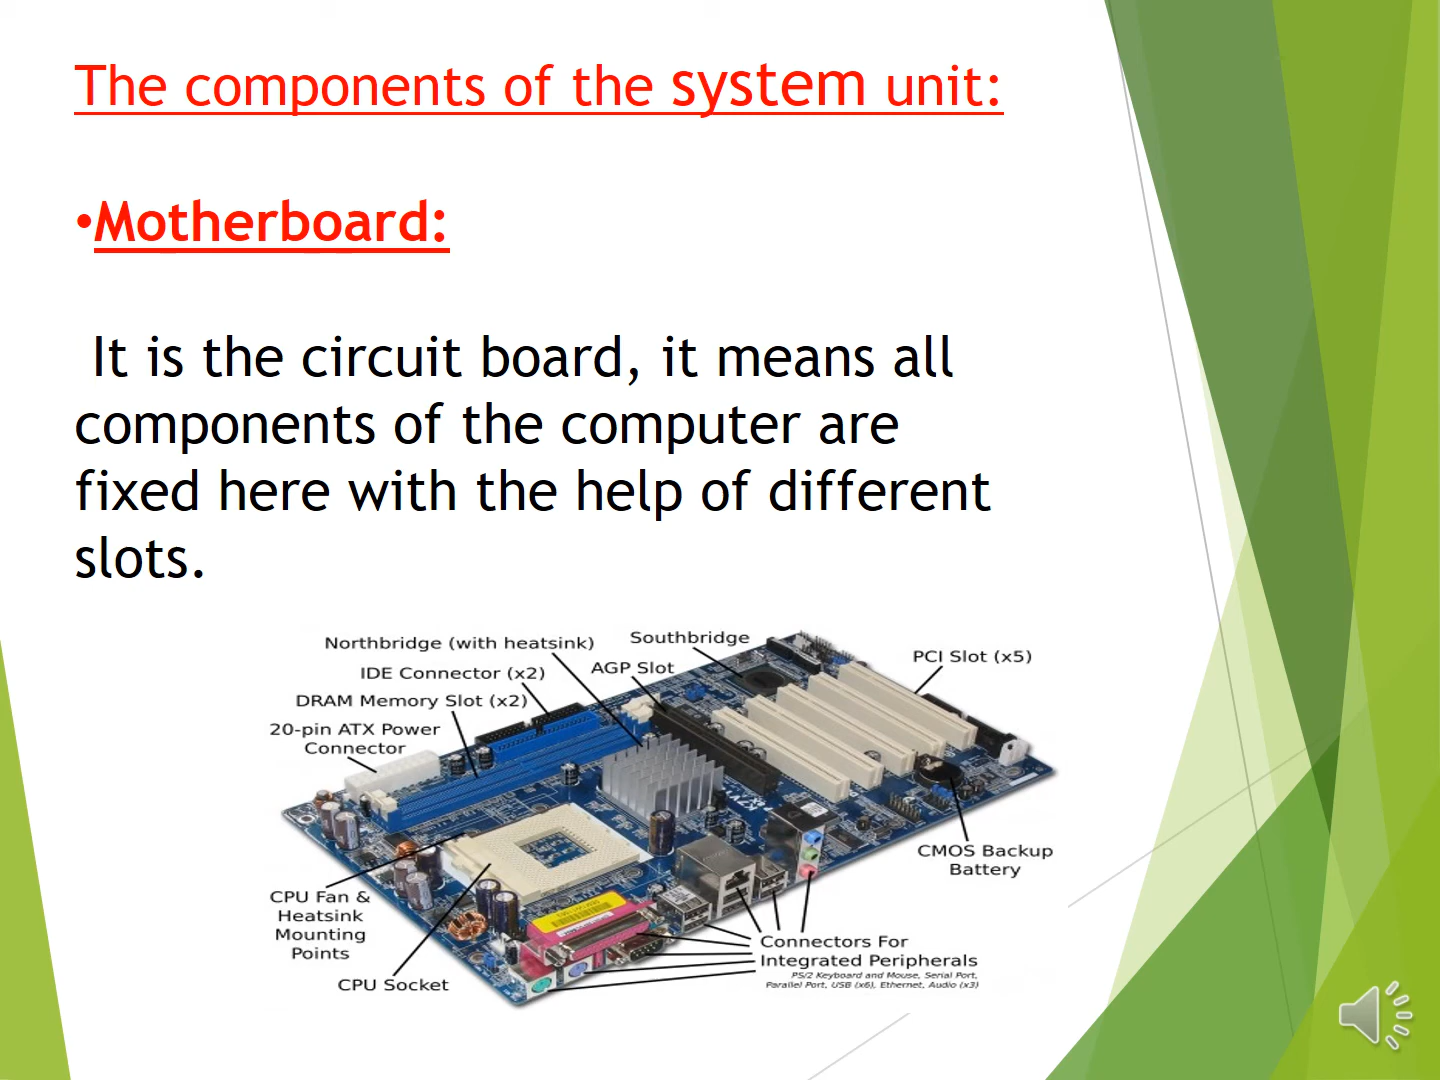 The components of the system unit:
•Motherboard:
It is the circuit board, it means all
components of the computer are
fixed here with the help of different
slots.
Northbridge (with heatsink)
Southbridge
IDE Connector (x2)
AGP Slot
PCI Slot (x5)
DRAM Memory Slot (x2)
20-pin ATX Power
Connector
CMOS Backup
Battery
CPU Fan &
Heatsink
Mounting
Points
CPU Socket
Connectors For
Integrated Peripherals
PS/2 Keyboard and Mouse, Serial Port,
Parallel Port, USB (x6), Ethernet, Audio (x3)